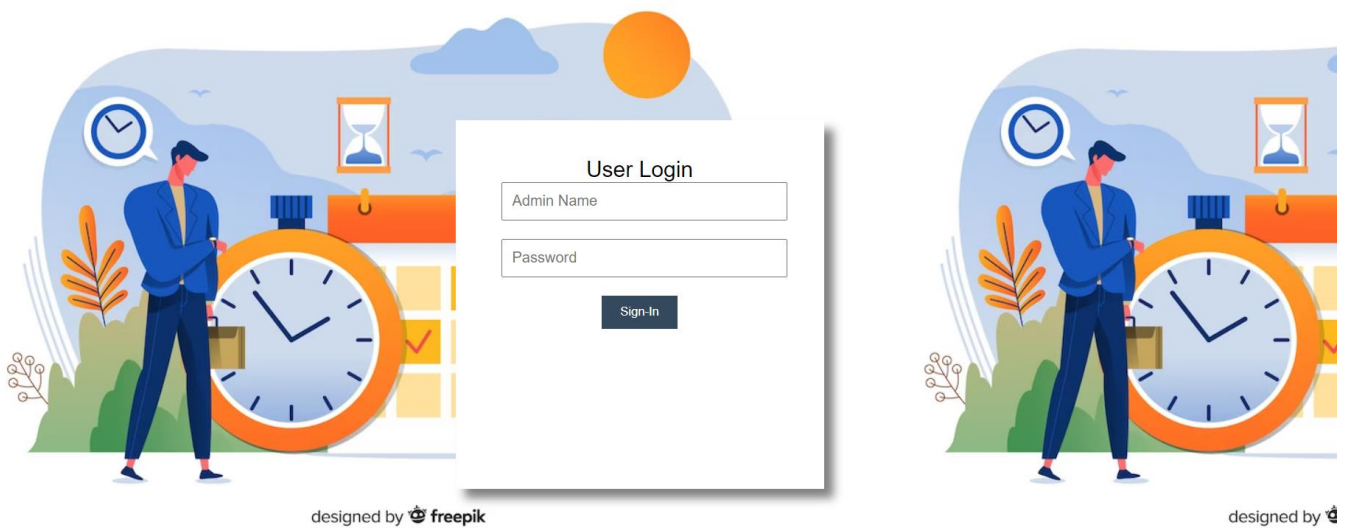 User Login
Admin Name
Password
Sign-In
designed by freepik
designed by